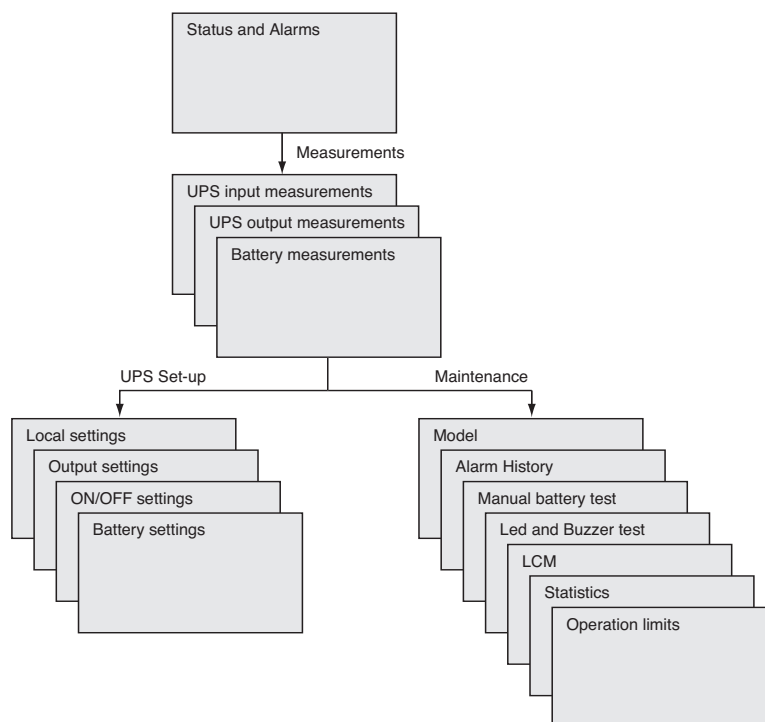 Status and Alarms
Measurements
UPS input measurements
UPS output measurements
Battery measurements
UPS Set-up
Maintenance
Local settings
Output settings
ON/OFF settings
Battery settings
Model
Alarm History
Manual battery test
Led and Buzzer test
LCM
Statistics
Operation limits